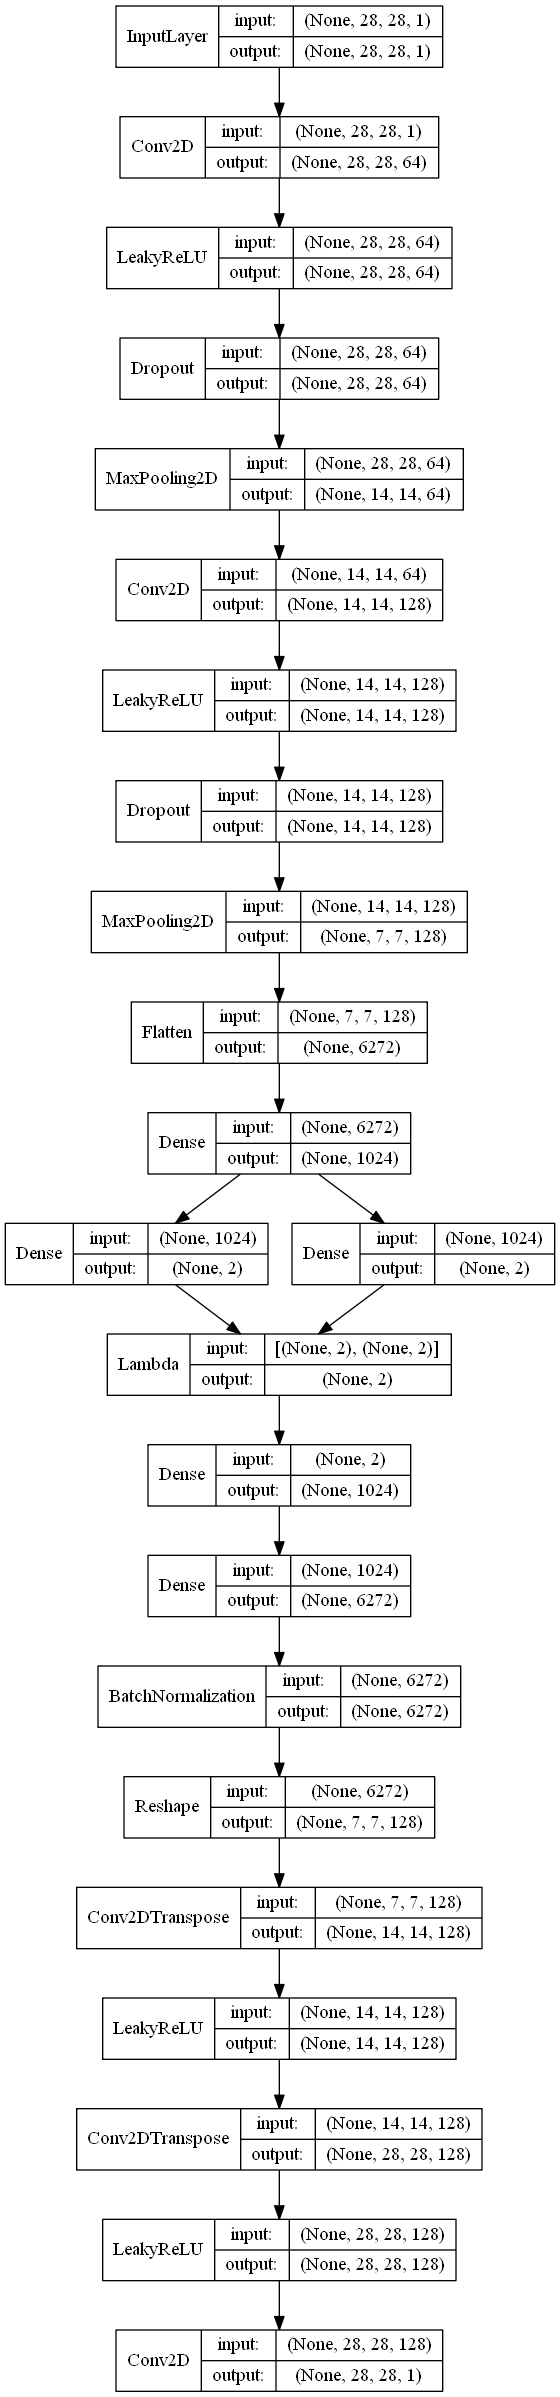 InputLayer
input: (None, 28, 28, 1)
output: (None, 28, 28, 1)
Conv2D
input: (None, 28, 28, 1)
output: (None, 28, 28, 64)
LeakyReLU
input: (None, 28, 28, 64)
output: (None, 28, 28, 64)
Dropout
input: (None, 28, 28, 64)
output: (None, 28, 28, 64)
MaxPooling2D
input: (None, 28, 28, 64)
output: (None, 14, 14, 64)
Conv2D
input: (None, 14, 14, 64)
output: (None, 14, 14, 128)
LeakyReLU
input: (None, 14, 14, 128)
output: (None, 14, 14, 128)
Dropout
input: (None, 14, 14, 128)
output: (None, 14, 14, 128)
MaxPooling2D
input: (None, 14, 14, 128)
output: (None, 7, 7, 128)
Flatten
input: (None, 7, 7, 128)
output: (None, 6272)
Dense
input: (None, 6272)
output: (None, 1024)
Dense
input: (None, 1024)
output: (None, 2)
Dense
input: (None, 1024)
output: (None, 2)
Lambda
input: [(None, 2), (None, 2)]
output: (None, 2)
Dense
input: (None, 2)
output: (None, 1024)
Dense
input: (None, 1024)
output: (None, 6272)
BatchNormalization
input: (None, 6272)
output: (None, 6272)
Reshape
input: (None, 6272)
output: (None, 7, 7, 128)
Conv2DTranspose
input: (None, 7, 7, 128)
output: (None, 14, 14, 128)
LeakyReLU
input: (None, 14, 14, 128)
output: (None, 14, 14, 128)
Conv2DTranspose
input: (None, 14, 14, 128)
output: (None, 28, 28, 128)
LeakyReLU
input: (None, 28, 28, 128)
output: (None, 28, 28, 128)
Conv2D
input: (None, 28, 28, 128)
output: (None, 28, 28, 1)